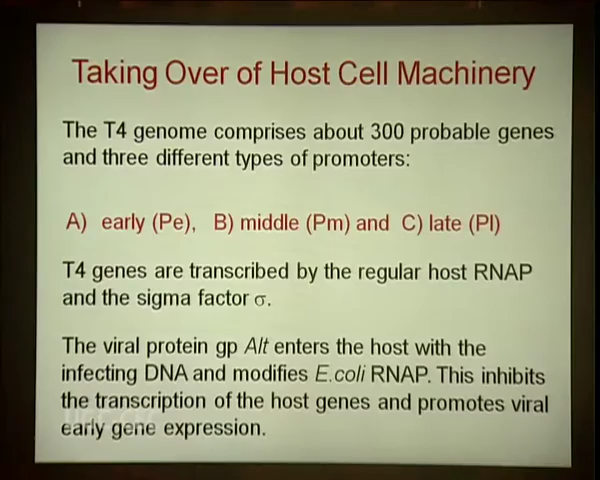 Taking Over of Host Cell Machinery
The T4 genome comprises about 300 probable genes
and three different types of promoters:
A) early (Pe), B) middle (Pm) and C) late (Pl)
T4 genes are transcribed by the regular host RNAP
and the sigma factor σ.
The viral protein gp Alt enters the host with the
infecting DNA and modifies E.coli RNAP. This inhibits
the transcription of the host genes and promotes viral
early gene expression.